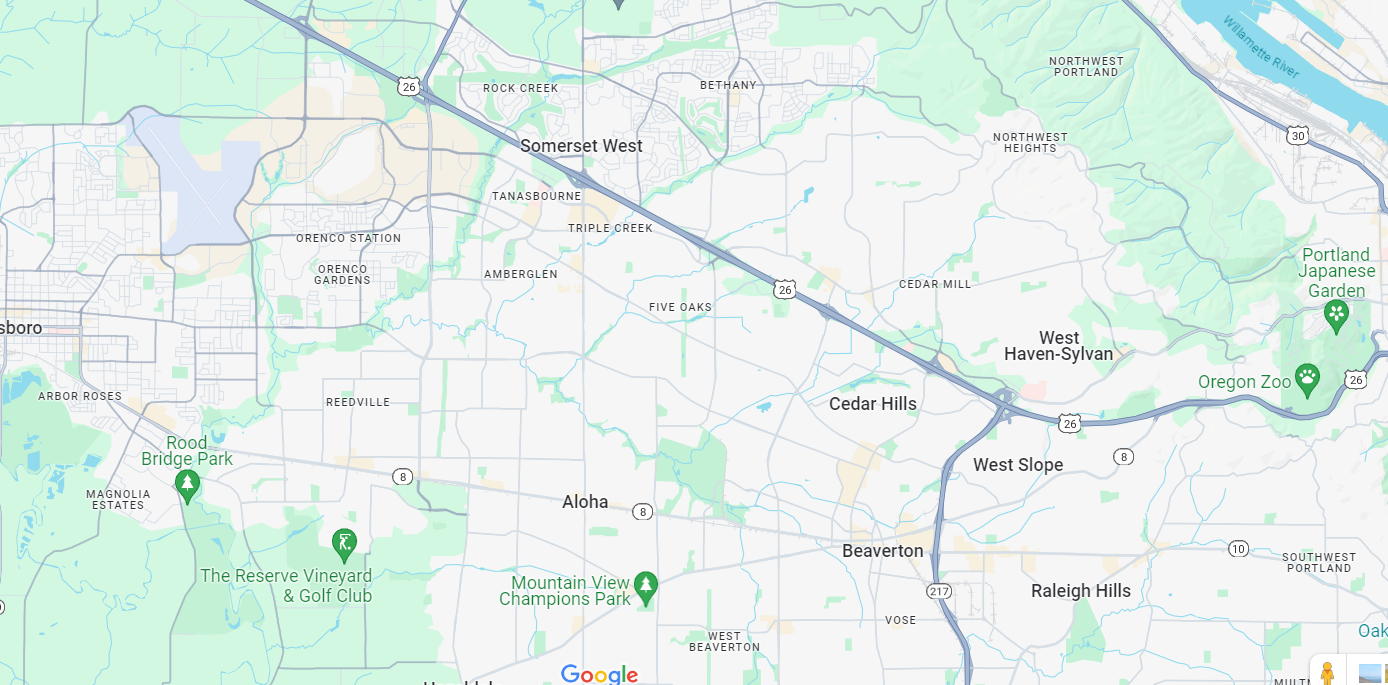 Willamette River
NORTHWEST
PORTLAND
26
ROCK CREEK
BETHANY
30
NORTHWEST
HEIGHTS
Somerset West
TANASBOURNE
TRIPLE CREEK
ORENCO STATION
ORENCO
GARDENS
AMBERGLEN
Portland
Japanese
Garden
CEDAR MILL
26
FIVE OAKS
sboro
West
Haven-Sylvan
Oregon Zoo
26
ARBOR ROSES
REEDVILLE
Cedar Hills
26
Rood
Bridge Park
8
West Slope
8
MAGNOLIA
ESTATES
Aloha
8
Beaverton
10
SOUTHWEST
PORTLAND
The Reserve Vineyard
& Golf Club
Mountain View
Champions Park
217
Raleigh Hills
VOSE
WEST
BEAVERTON
Oak
Google